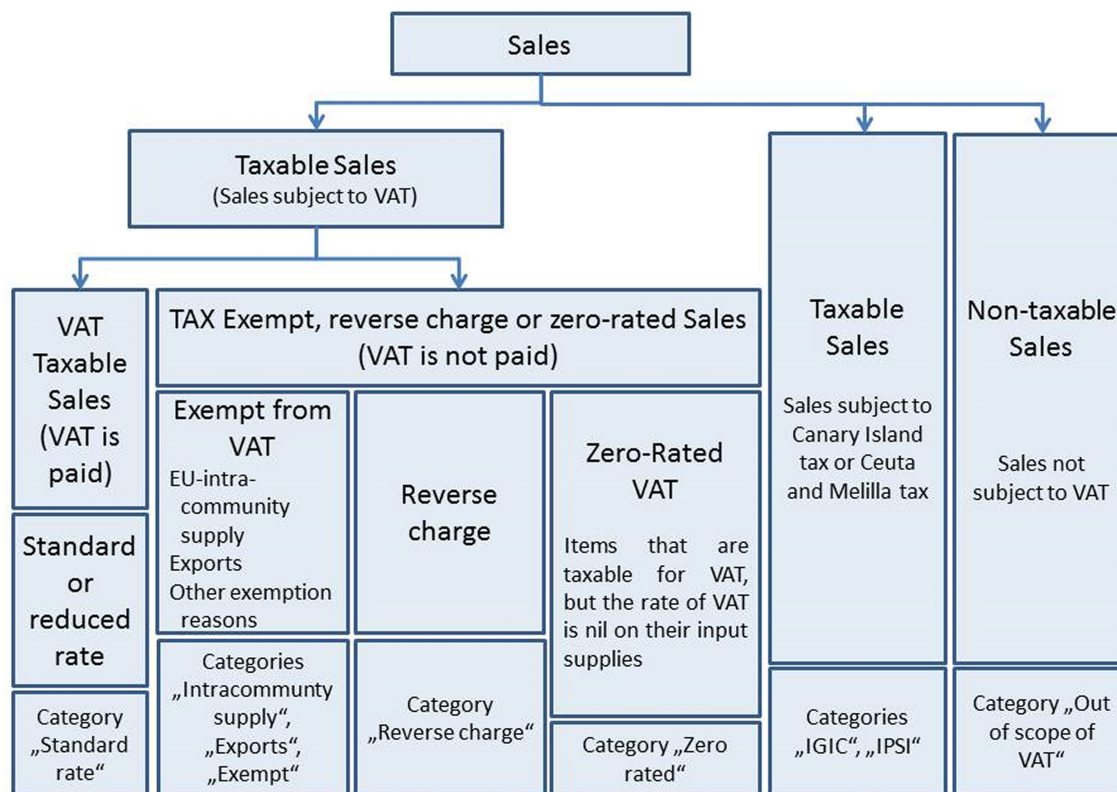 Sales
Taxable Sales
(Sales subject to VAT)
VAT
Taxable
Sales
(VAT is
paid)
Standard
or
reduced
rate
Category
„Standard
rate“
TAX Exempt, reverse charge or zero-rated Sales
(VAT is not paid)
Exempt from
VAT
EU-intra-
community
supply
Exports
Other exemption
reasons
Categories
„Intracommunty
supply“,
„Exports“,
„Exempt“
Reverse
charge
Category
„Reverse charge“
Zero-Rated
VAT
Items that are
taxable for VAT,
but the rate of VAT
is nil on their input
supplies
Category „Zero
rated“
Taxable
Sales
Sales subject to
Canary Island
tax or Ceuta
and Melilla tax
Categories
„IGIC“, „IPSI“
Non-taxable
Sales
Sales not
subject to VAT
Category „Out
of scope of
VAT“